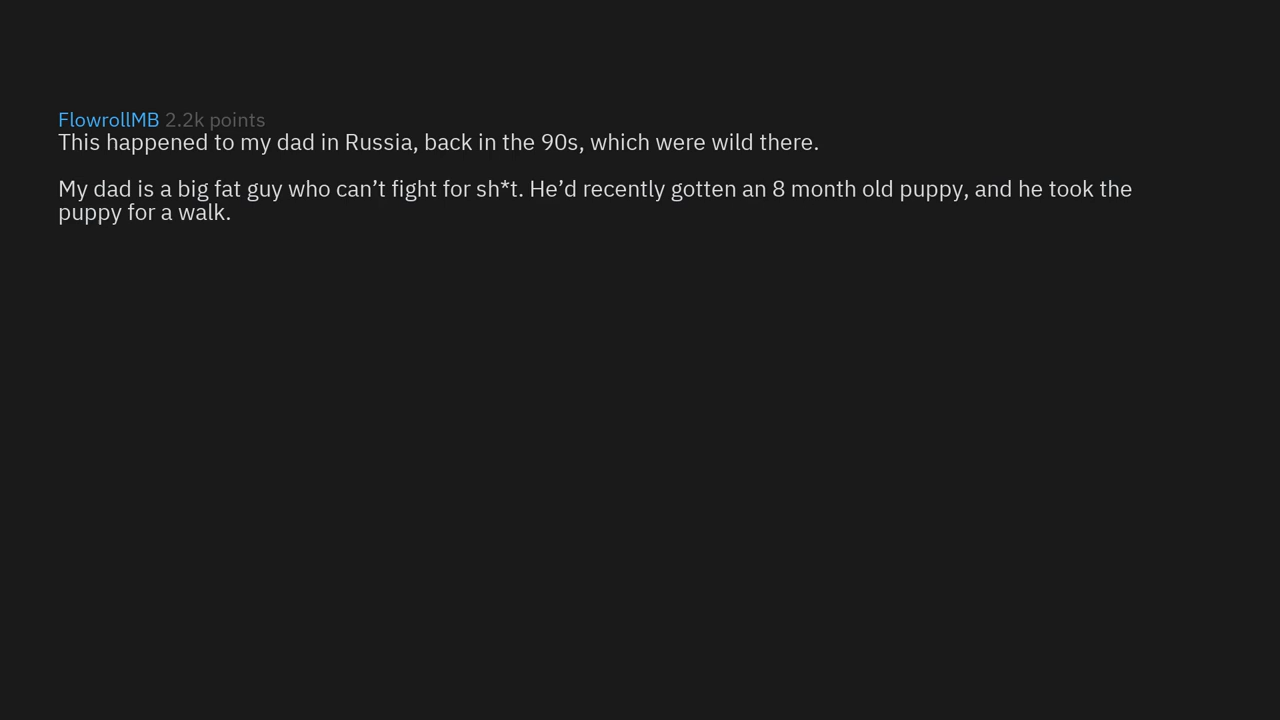 FlowrollMB 2.2k points
This happened to my dad in Russia, back in the 90s, which were wild there.
My dad is a big fat guy who can’t fight for sh*t. He’d recently gotten an 8 month old puppy, and he took the
puppy for a walk.